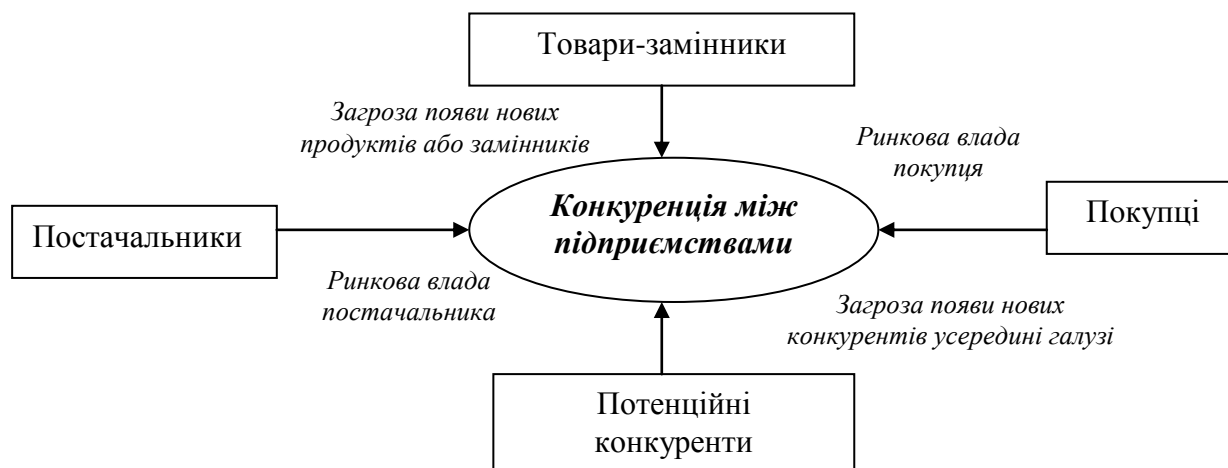 Товари-замінники
Загроза появи нових
продуктів або замінників
Ринкова влада
покупця
Постачальники
Конкуренція між
підприємствами
Покупці
Ринкова влада
постачальника
Загроза появи нових
конкурентів усередині галузі
Потенційні
конкуренти